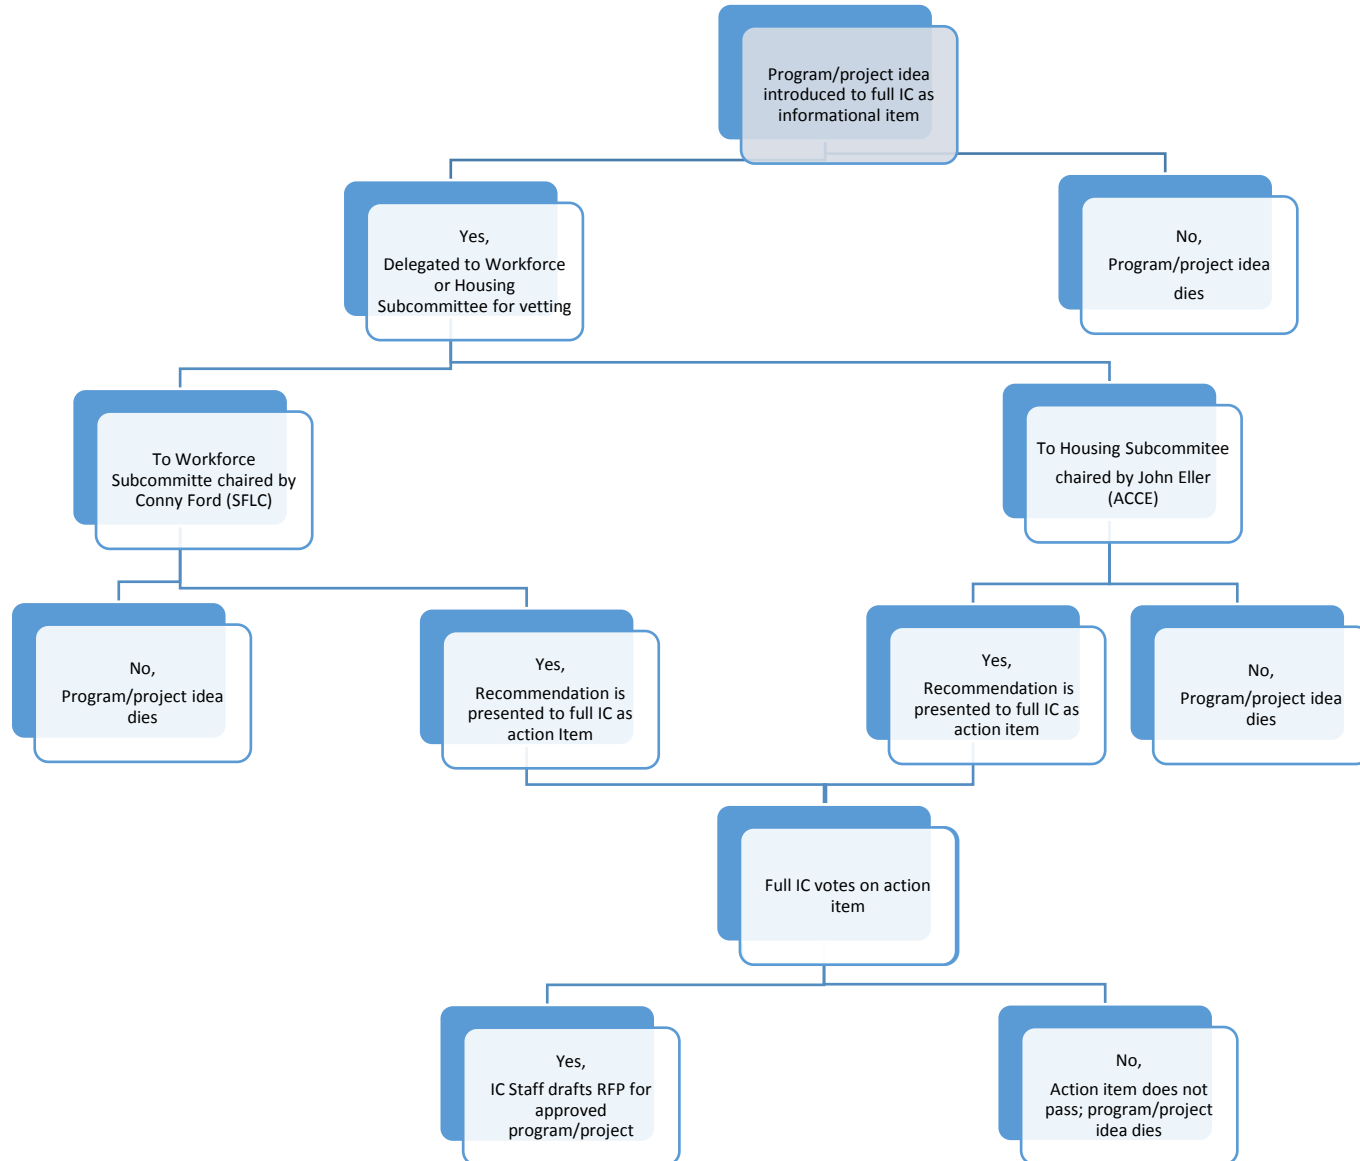 Program/project idea
introduced to full IC as
informational item
Yes,
Delegated to Workforce
or Housing
Subcommittee for vetting
No,
Program/project idea
dies
To Workforce
Subcommitte chaired by
Conny Ford (SFLC)
To Housing Subcommitee
chaired by John Eller
(ACCE)
No,
Program/project idea
dies
Yes,
Recommendation is
presented to full IC as
action Item
Yes,
Recommendation is
presented to full IC as
action item
No,
Program/project idea
dies
Full IC votes on action
item
Yes,
IC Staff drafts RFP for
approved
program/project
No,
Action item does not
pass; program/project
idea dies